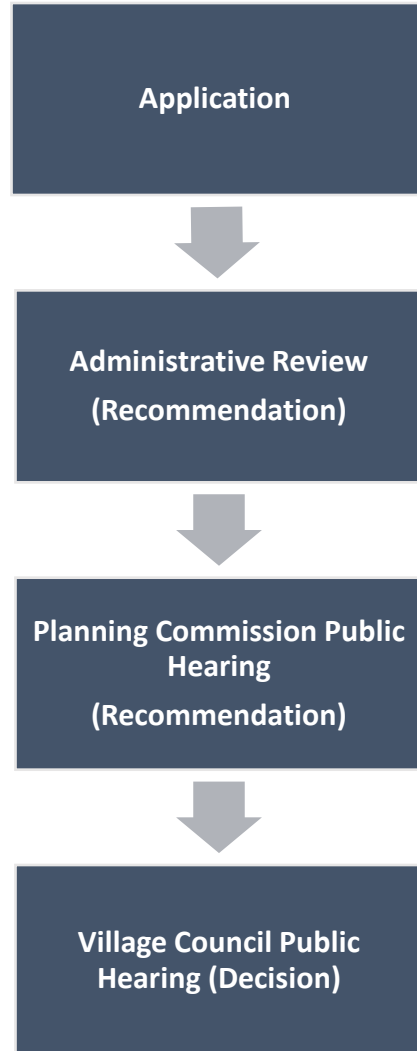 Application
Administrative Review
(Recommendation)
Planning Commission Public
Hearing
(Recommendation)
Village Council Public
Hearing (Decision)